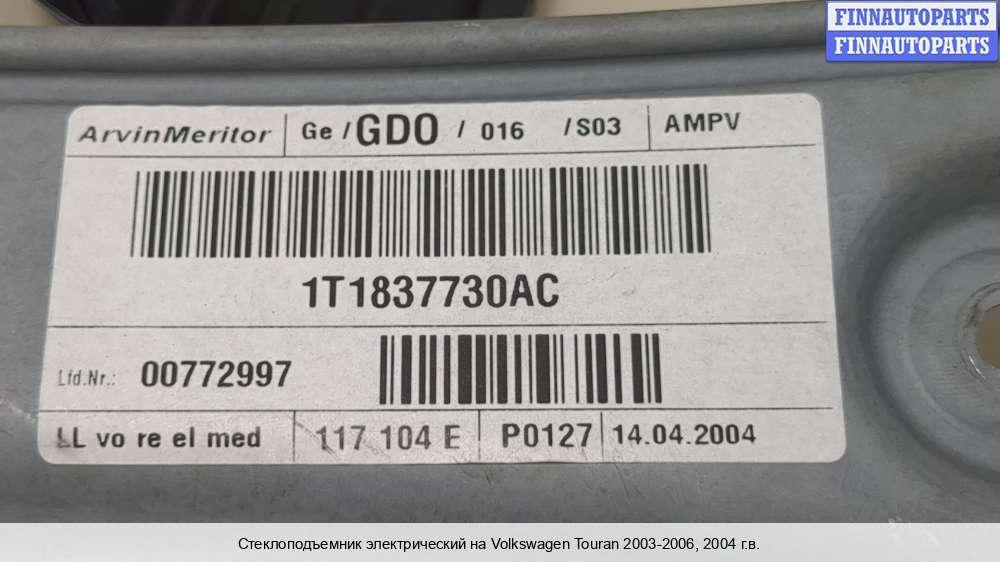 FINNAUTOPARTS
FINNAUTOPARTS
ArvinMeritor Ge / GDO / 016 / S03 AMPV
1T1837730AC
Lfd.Nr.: 00772997
LL vo re el med 117 104 E P0127 14.04.2004
Стеклоподъемник электрический на Volkswagen Touran 2003-2006, 2004 г.в.